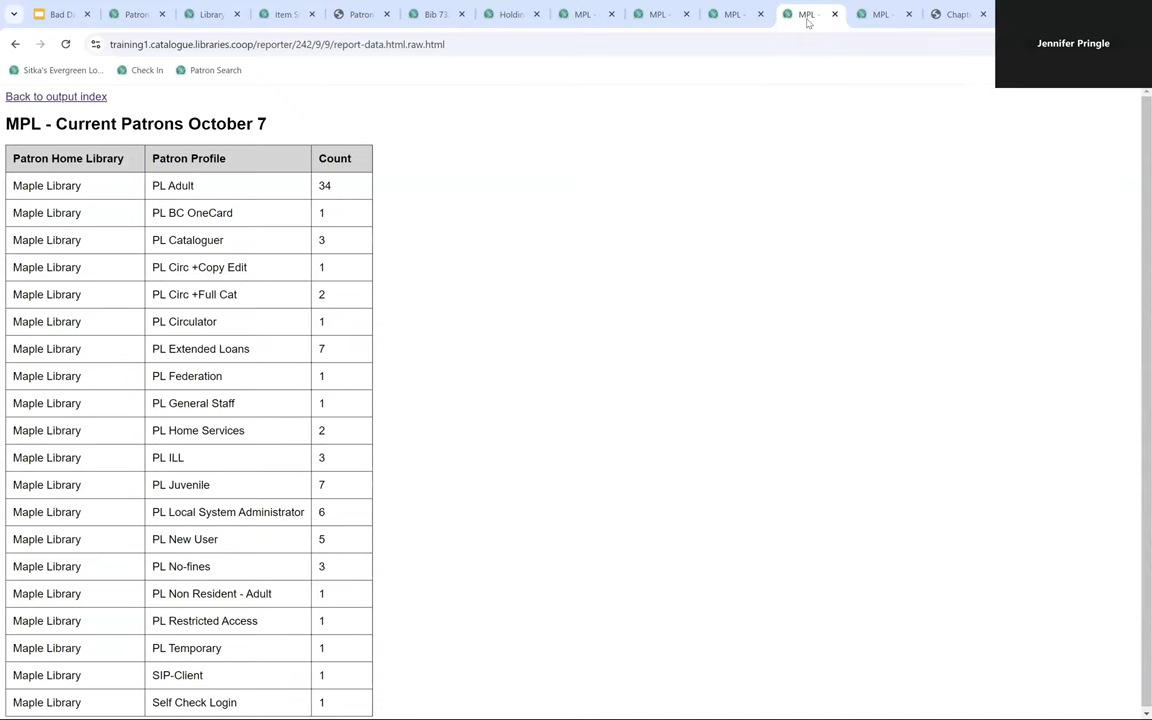 Bad Da
Patron
Library
Item S
Patron
Bib 73
Holdin
MPL -
MPL -
MPL -
MPL -
MPL -
Chapt
training1.catalogue.libraries.coop/reporter/242/9/9/report-data.html.raw.html
Jennifer Pringle
Sitka's Evergreen Lo... Check In Patron Search
Back to output index
MPL - Current Patrons October 7
Patron Home Library Patron Profile Count
Maple Library PL Adult 34
Maple Library PL BC OneCard 1
Maple Library PL Cataloguer 3
Maple Library PL Circ +Copy Edit 1
Maple Library PL Circ +Full Cat 2
Maple Library PL Circulator 1
Maple Library PL Extended Loans 7
Maple Library PL Federation 1
Maple Library PL General Staff 1
Maple Library PL Home Services 2
Maple Library PL ILL 3
Maple Library PL Juvenile 7
Maple Library PL Local System Administrator 6
Maple Library PL New User 5
Maple Library PL No-fines 3
Maple Library PL Non Resident - Adult 1
Maple Library PL Restricted Access 1
Maple Library PL Temporary 1
Maple Library SIP-Client 1
Maple Library Self Check Login 1